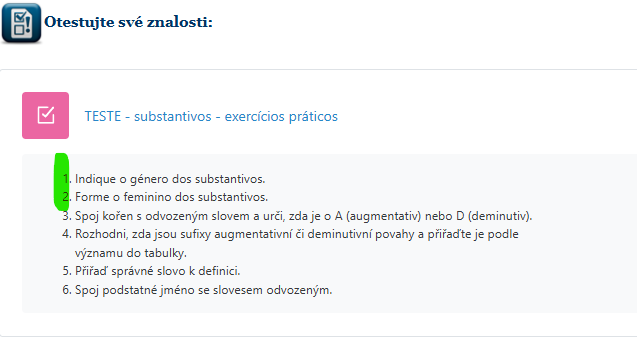 Otestujte své znalosti:
TESTE - substantivos - exercícios práticos
1. Indique o género dos substantivos.
2. Forme o feminino dos substantivos.
3. Spoj kořen s odvozeným slovem a urči, zda je o A (augmentativ) nebo D (deminutiv).
4. Rozhodni, zda jsou sufixy augmentativní či deminutivní povahy a přiřaďte je podle
významu do tabulky.
5. Přiřaď správné slovo k definici.
6. Spoj podstatné jméno se slovesem odvozeným.